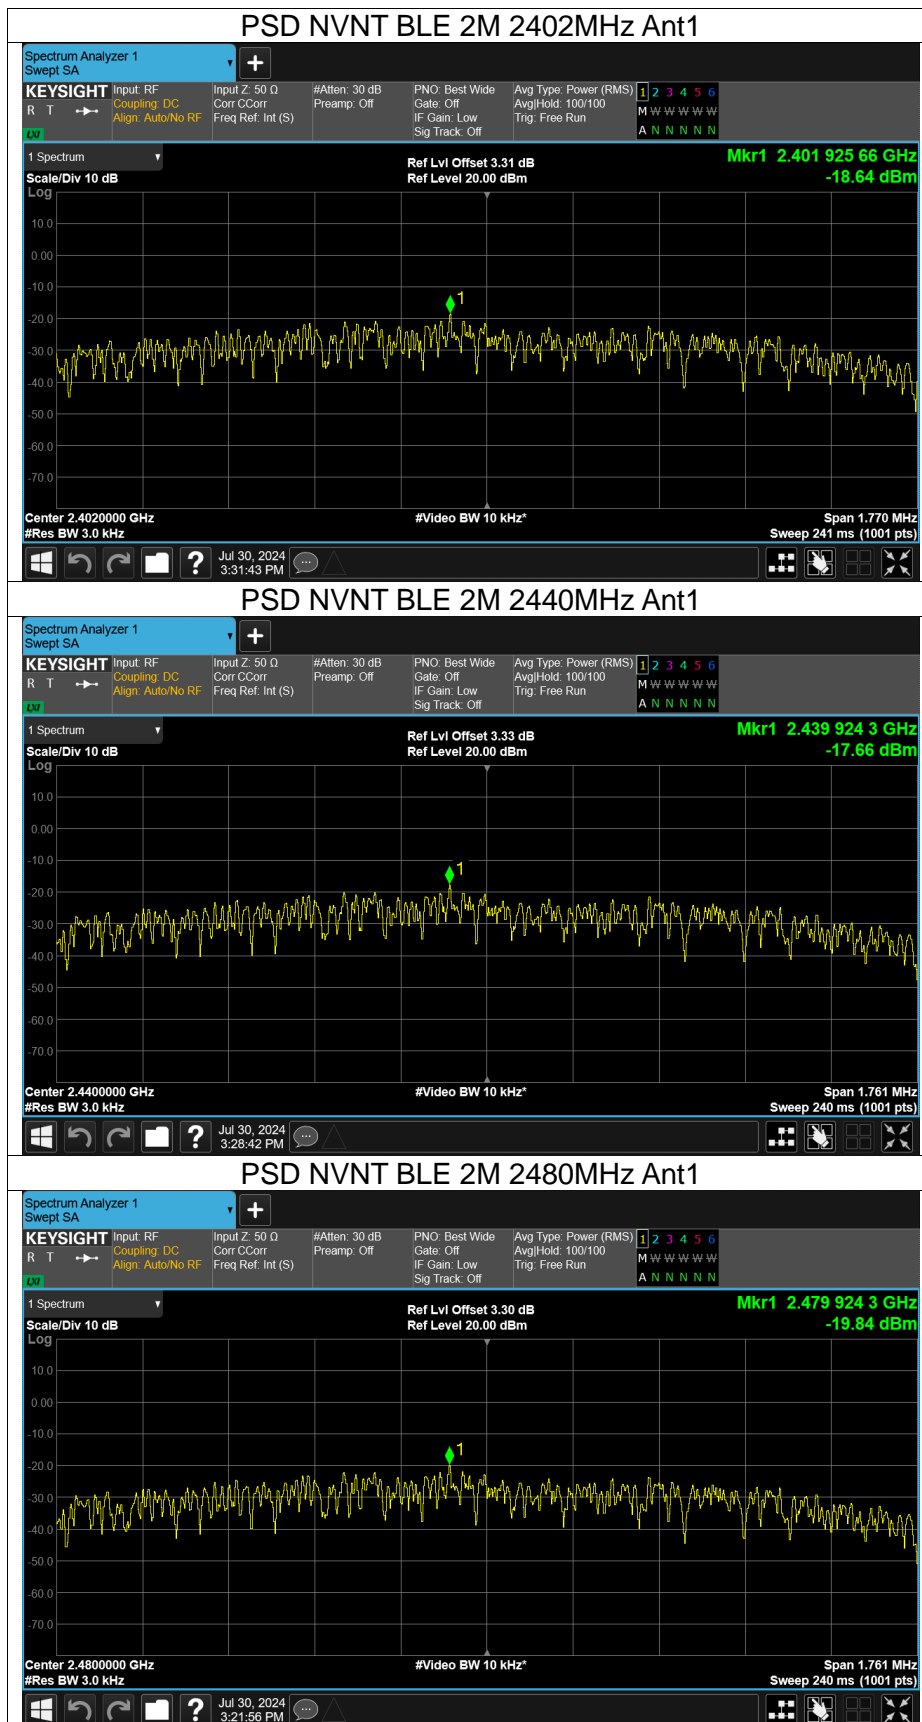 PSD NVNT BLE 2M 2402MHz Ant1
Spectrum Analyzer 1
Swept SA
+
KEYSIGHT Input: RF Input Z: 50 Ω #Atten: 30 dB PNO: Best Wide Avg Type: Power (RMS) 1 2 3 4 5 6
R T Coupling: DC Corr CCorr Preamp: Off Gate: Off Avg|Hold: 100/100 M W W W W W
Align: Auto/No RF Freq Ref: Int (S) IF Gain: Low Trig: Free Run
LXI Sig Track: Off A N N N N N
1 Spectrum Ref Lvl Offset 3.31 dB Mkr1 2.401 925 66 GHz
Scale/Div 10 dB Ref Level 20.00 dBm -18.64 dBm
Log
10.0
0.00
-10.0
1
-20.0
-30.0
-40.0
-50.0
-60.0
-70.0
Center 2.4020000 GHz #Video BW 10 kHz* Span 1.770 MHz
#Res BW 3.0 kHz Sweep 241 ms (1001 pts)
? Jul 30, 2024
3:31:43 PM
PSD NVNT BLE 2M 2440MHz Ant1
Spectrum Analyzer 1
Swept SA
+
KEYSIGHT Input: RF Input Z: 50 Ω #Atten: 30 dB PNO: Best Wide Avg Type: Power (RMS) 1 2 3 4 5 6
R T Coupling: DC Corr CCorr Preamp: Off Gate: Off Avg|Hold: 100/100 M W W W W W
Align: Auto/No RF Freq Ref: Int (S) IF Gain: Low Trig: Free Run
LXI Sig Track: Off A N N N N N
1 Spectrum Ref Lvl Offset 3.33 dB Mkr1 2.439 924 3 GHz
Scale/Div 10 dB Ref Level 20.00 dBm -17.66 dBm
Log
10.0
0.00
-10.0
1
-20.0
-30.0
-40.0
-50.0
-60.0
-70.0
Center 2.4400000 GHz #Video BW 10 kHz* Span 1.761 MHz
#Res BW 3.0 kHz Sweep 240 ms (1001 pts)
? Jul 30, 2024
3:28:42 PM
PSD NVNT BLE 2M 2480MHz Ant1
Spectrum Analyzer 1
Swept SA
+
KEYSIGHT Input: RF Input Z: 50 Ω #Atten: 30 dB PNO: Best Wide Avg Type: Power (RMS) 1 2 3 4 5 6
R T Coupling: DC Corr CCorr Preamp: Off Gate: Off Avg|Hold: 100/100 M W W W W W
Align: Auto/No RF Freq Ref: Int (S) IF Gain: Low Trig: Free Run
LXI Sig Track: Off A N N N N N
1 Spectrum Ref Lvl Offset 3.30 dB Mkr1 2.479 924 3 GHz
Scale/Div 10 dB Ref Level 20.00 dBm -19.84 dBm
Log
10.0
0.00
-10.0
1
-20.0
-30.0
-40.0
-50.0
-60.0
-70.0
Center 2.4800000 GHz #Video BW 10 kHz* Span 1.761 MHz
#Res BW 3.0 kHz Sweep 240 ms (1001 pts)
? Jul 30, 2024
3:21:56 PM